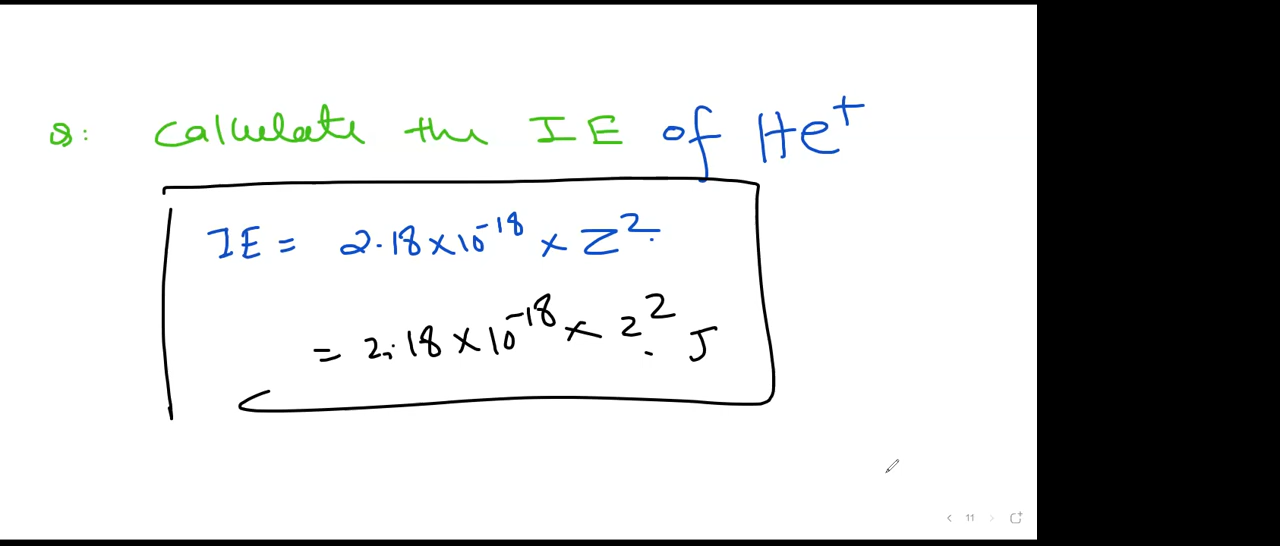 Q: Calculate the IE of He⁺
IE = 2.18×10⁻¹⁸ × Z²
= 2.18×10⁻¹⁸ × 2² J
11